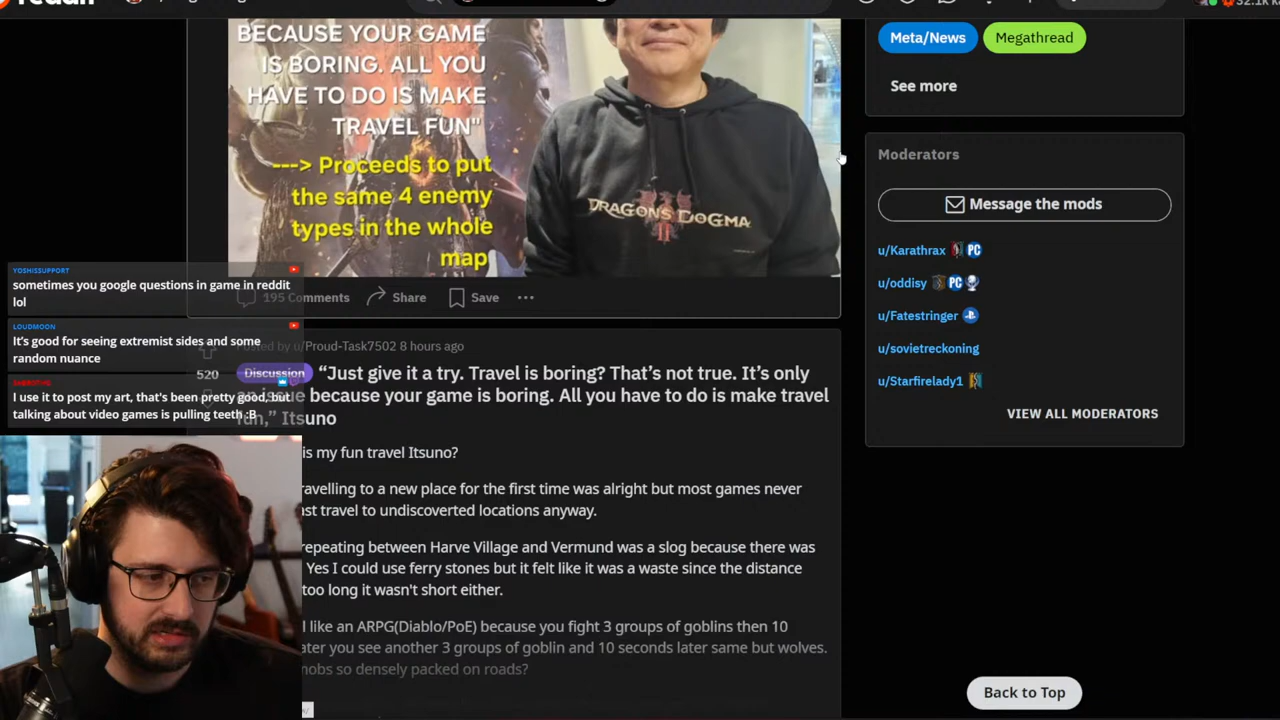 BECAUSE YOUR GAME
IS BORING. ALL YOU
HAVE TO DO IS MAKE
TRAVEL FUN"
---> Proceeds to put
the same 4 enemy
types in the whole
map
DRAGON'S DOGMA
II
195 Comments
Share
Save
Meta/News
Megathread
See more
Moderators
Message the mods
u/Karathrax PC
u/oddisy PC
u/Fatestringer
u/sovietreckoning
u/Starfirelady1
VIEW ALL MODERATORS
YOSHISSUPPORT
sometimes you google questions in game in reddit
lol
LOUDMOON
It's good for seeing extremist sides and some
random nuance
I use it to post my art, that's been pretty good, but
talking about video games is pulling teeth :B
Posted by u/Proud-Task7502 8 hours ago
520
Discussion
“Just give it a try. Travel is boring? That’s not true. It’s only
because your game is boring. All you have to do is make travel
fun,” Itsuno
is my fun travel Itsuno?
ravelling to a new place for the first time was alright but most games never
st travel to undiscovered locations anyway.
repeating between Harve Village and Vermund was a slog because there was
Yes I could use ferry stones but it felt like it was a waste since the distance
too long it wasn't short either.
l like an ARPG(Diablo/PoE) because you fight 3 groups of goblins then 10
ater you see another 3 groups of goblin and 10 seconds later same but wolves.
nobs so densely packed on roads?
Back to Top